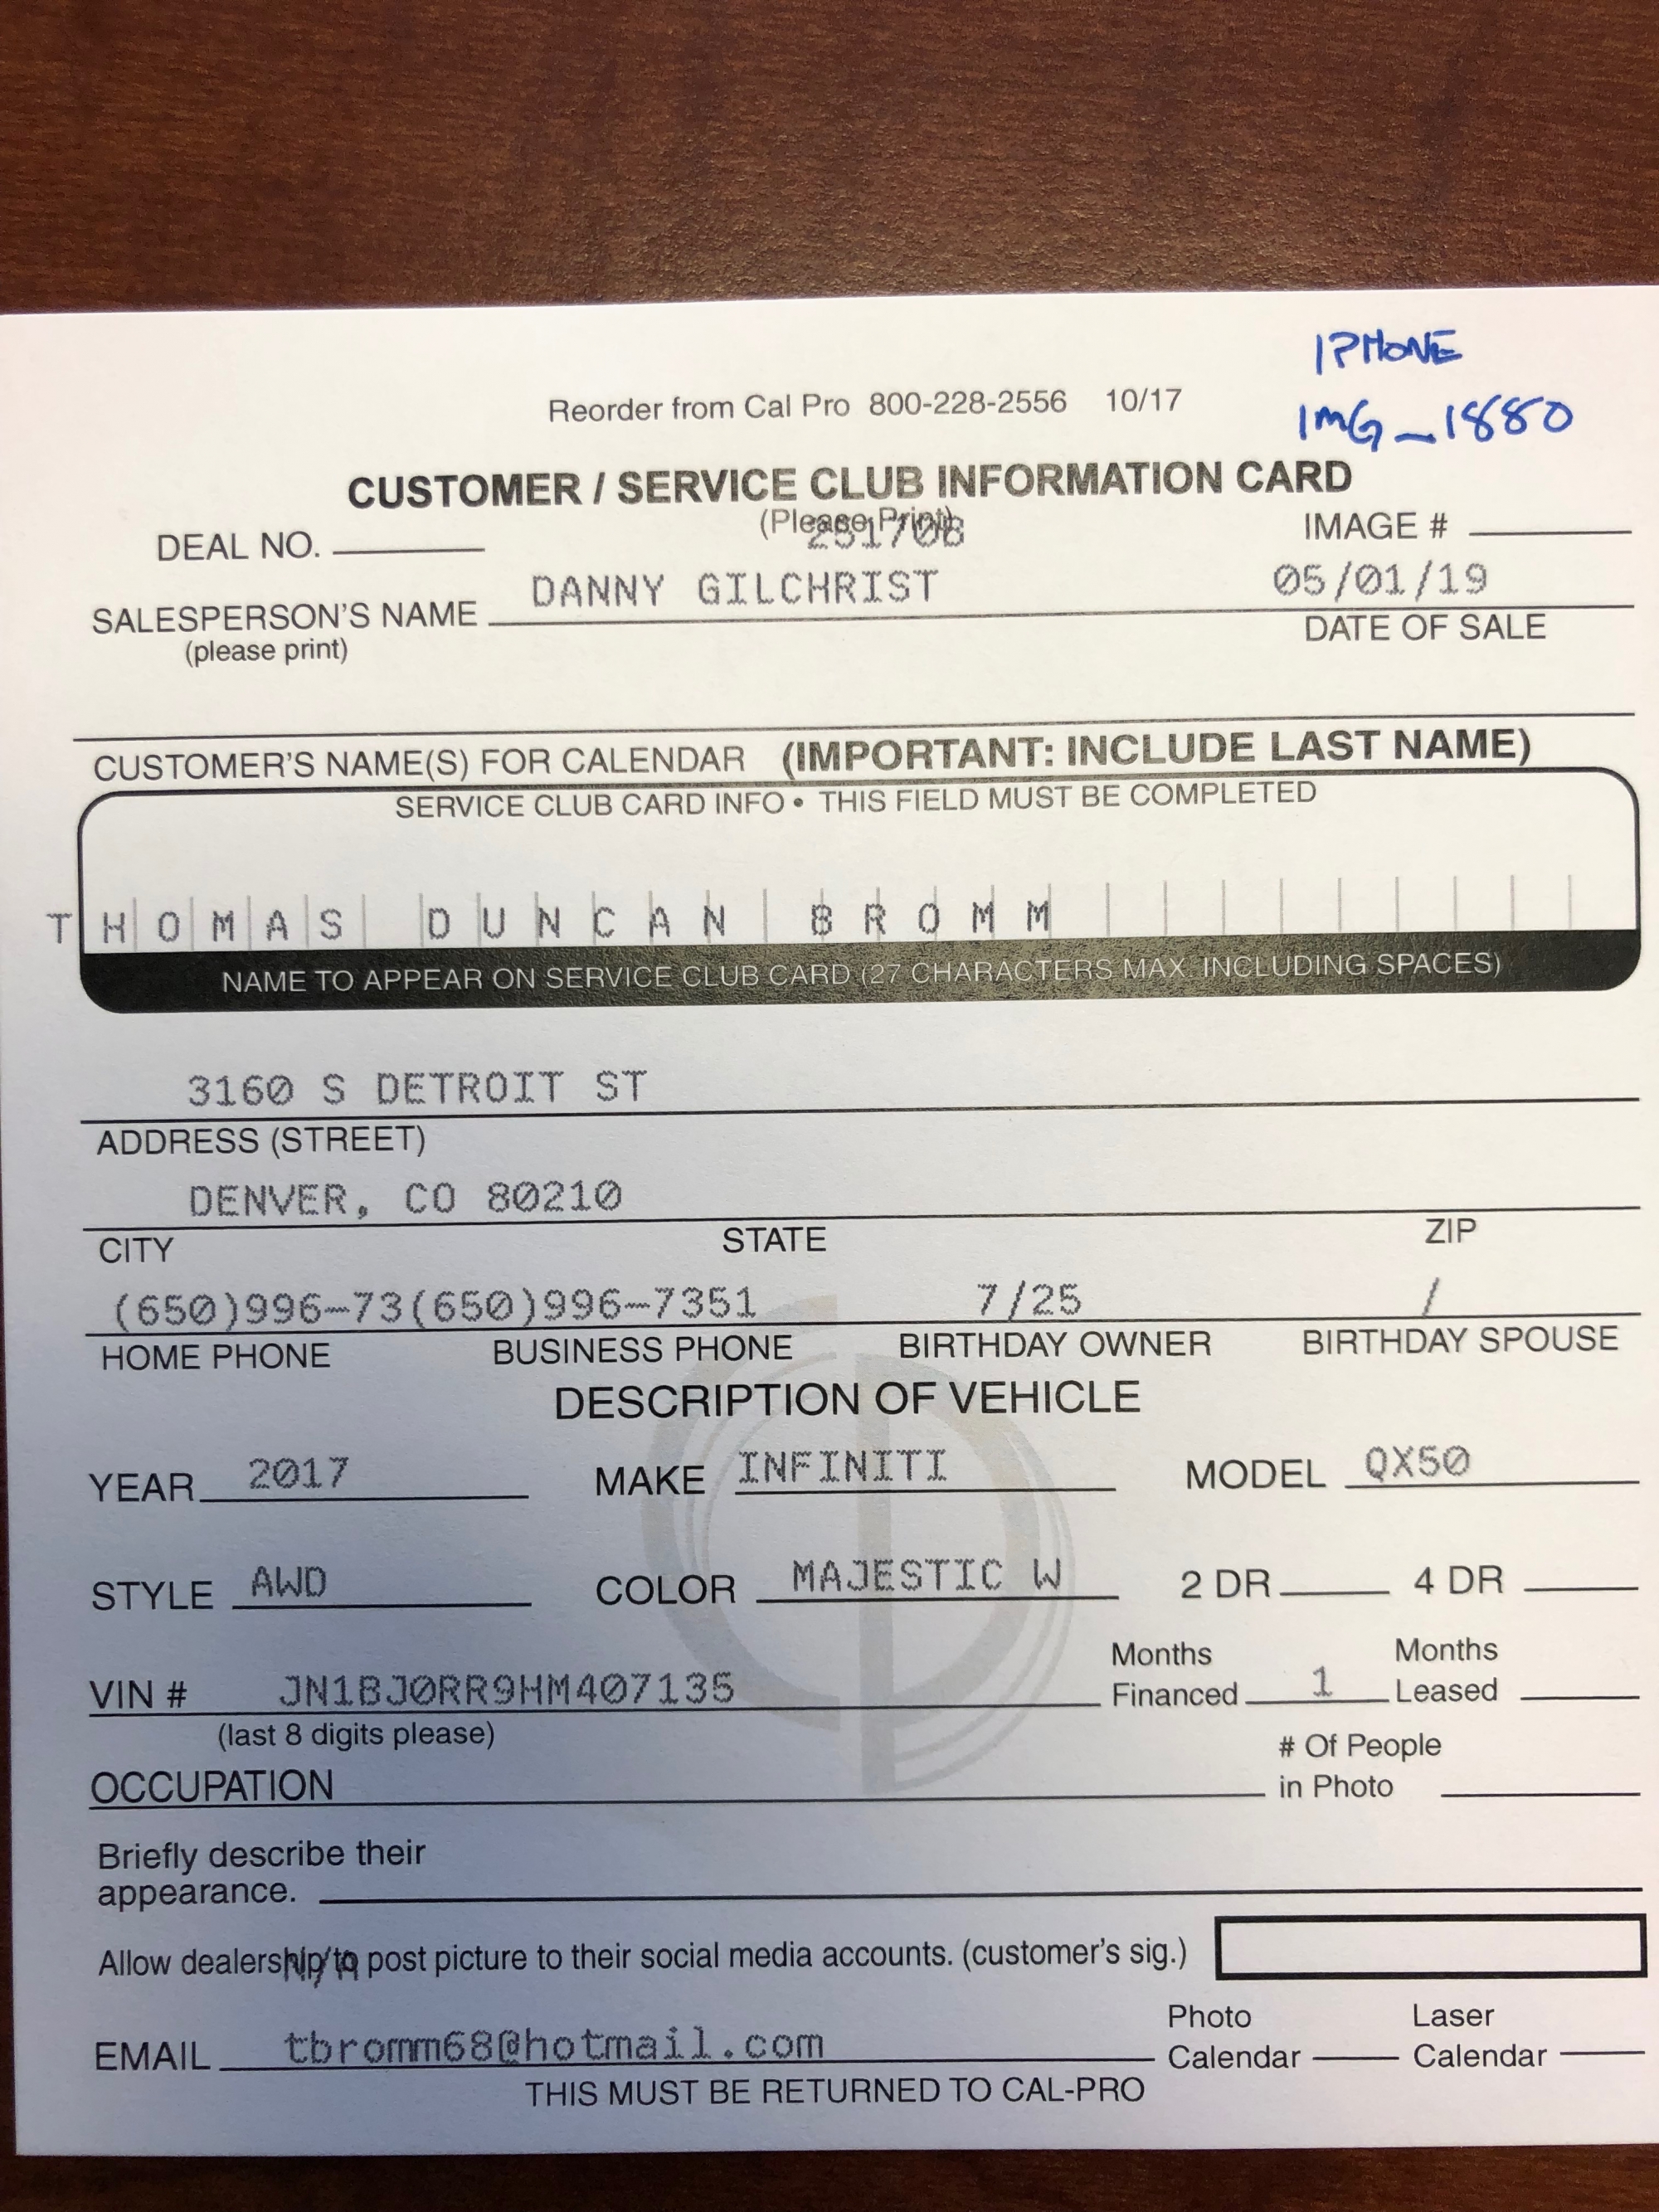 IPHONE
Reorder from Cal Pro 800-228-2556 10/17
IMG_1880
CUSTOMER / SERVICE CLUB INFORMATION CARD
(Please Print)
DEAL NO. 251708 IMAGE #
DANNY GILCHRIST 05/01/19
SALESPERSON'S NAME DATE OF SALE
(please print)
CUSTOMER'S NAME(S) FOR CALENDAR (IMPORTANT: INCLUDE LAST NAME)
SERVICE CLUB CARD INFO • THIS FIELD MUST BE COMPLETED
THOMAS DUNCAN BROMM
NAME TO APPEAR ON SERVICE CLUB CARD (27 CHARACTERS MAX. INCLUDING SPACES)
3160 S DETROIT ST
ADDRESS (STREET)
DENVER, CO 80210
CITY STATE ZIP
(650)996-73(650)996-7351 7/25 /
HOME PHONE BUSINESS PHONE BIRTHDAY OWNER BIRTHDAY SPOUSE
DESCRIPTION OF VEHICLE
YEAR 2017 MAKE INFINITI MODEL QX50
STYLE AWD COLOR MAJESTIC W 2 DR 4 DR
Months Months
VIN # JN1BJ0RR9HM407135 Financed 1 Leased
(last 8 digits please)
# Of People
OCCUPATION in Photo
Briefly describe their
appearance.
Allow dealership to post picture to their social media accounts. (customer's sig.)
Photo Laser
EMAIL tbromm68@hotmail.com Calendar Calendar
THIS MUST BE RETURNED TO CAL-PRO